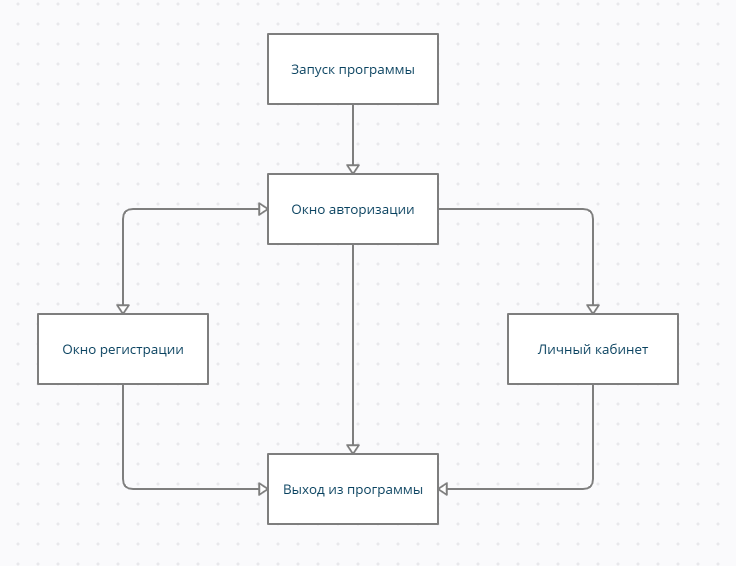 Запуск программы
Окно авторизации
Окно регистрации
Личный кабинет
Выход из программы